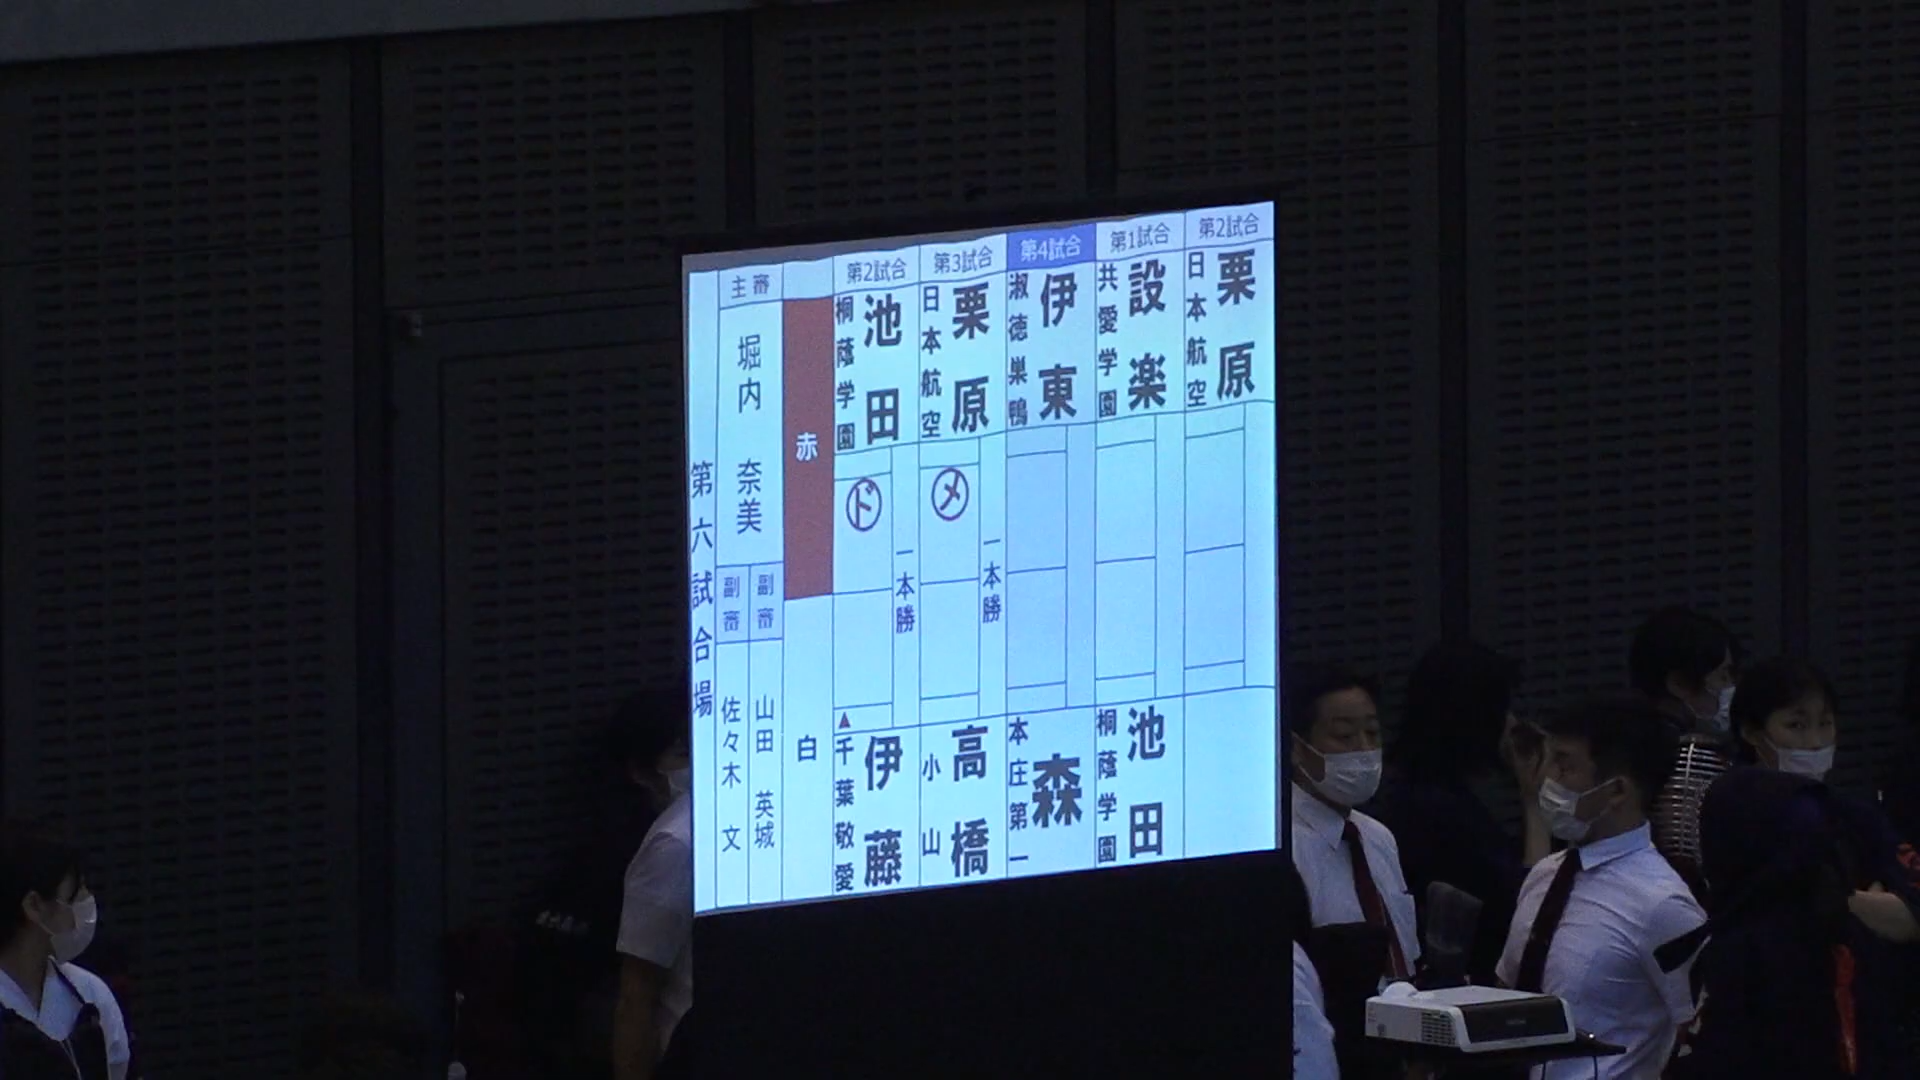 第六試合場
主審
堀内 奈美
副審
副審
佐々木 文
山田 英城
赤
白
第2試合
桐蔭学園
池田
ド
一本勝
▲
千葉敬愛
伊藤
第3試合
日本航空
栗原
メ
一本勝
小山
高橋
第4試合
淑徳巣鴨
伊東
本庄第一
森
第1試合
共愛学園
設楽
桐蔭学園
池田
第2試合
日本航空
栗原